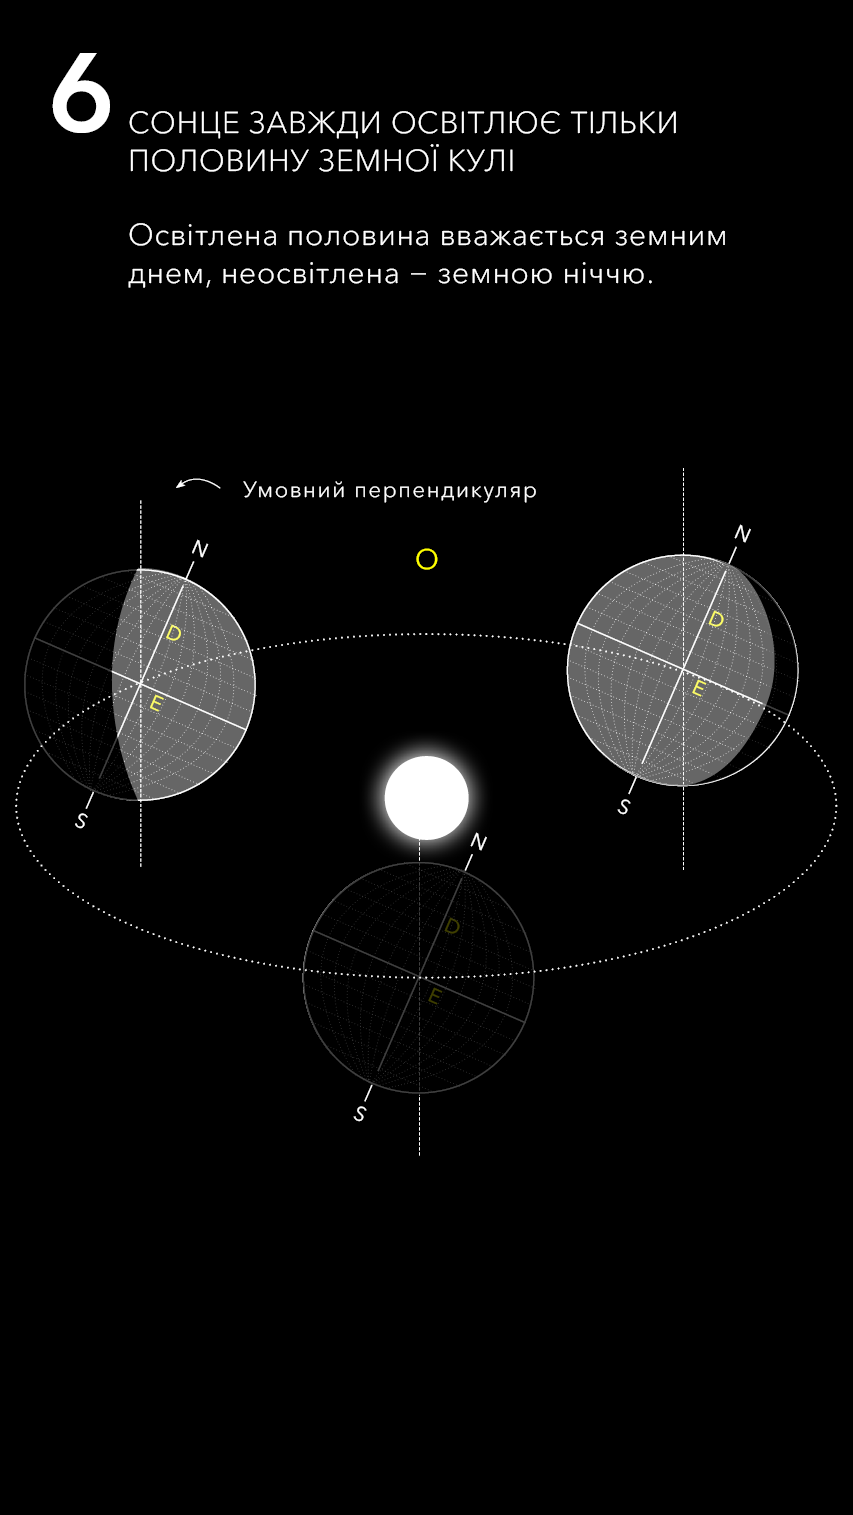 6
СОНЦЕ ЗАВЖДИ ОСВІТЛЮЄ ТІЛЬКИ
ПОЛОВИНУ ЗЕМНОЇ КУЛІ
Освітлена половина вважається земним
днем, неосвітлена – земною ніччю.
Умовний перпендикуляр
N
D
E
S
O
N
D
E
S
N
D
E
S